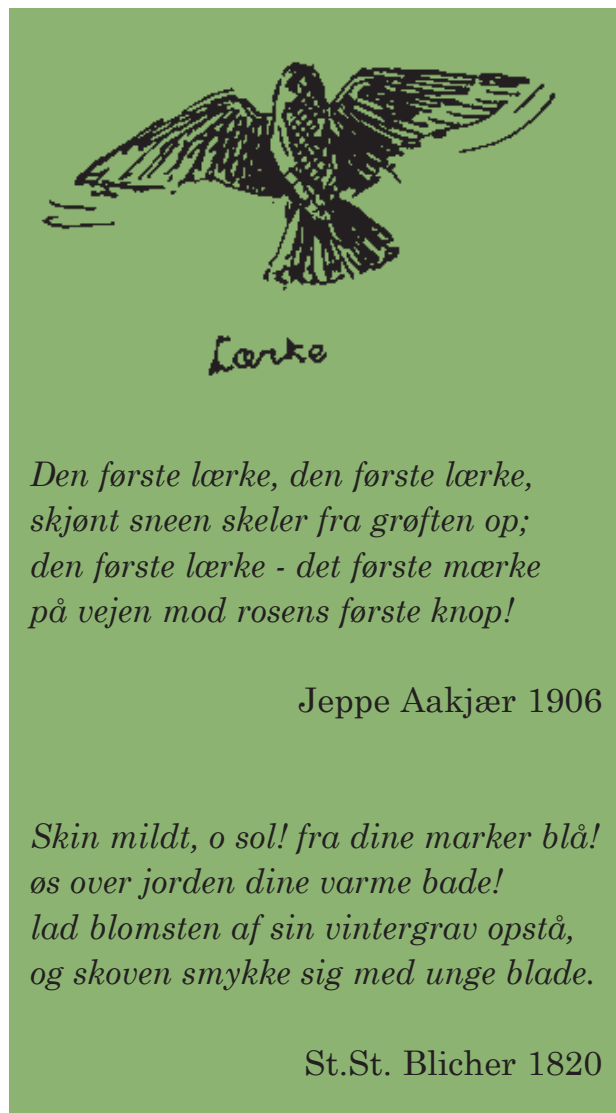 Lærke
Den første lærke, den første lærke,
skjønt sneen skeler fra grøften op;
den første lærke - det første mærke
på vejen mod rosens første knop!
Jeppe Aakjær 1906
Skin mildt, o sol! fra dine marker blå!
øs over jorden dine varme bade!
lad blomsten af sin vintergrav opstå,
og skoven smykke sig med unge blade.
St.St. Blicher 1820